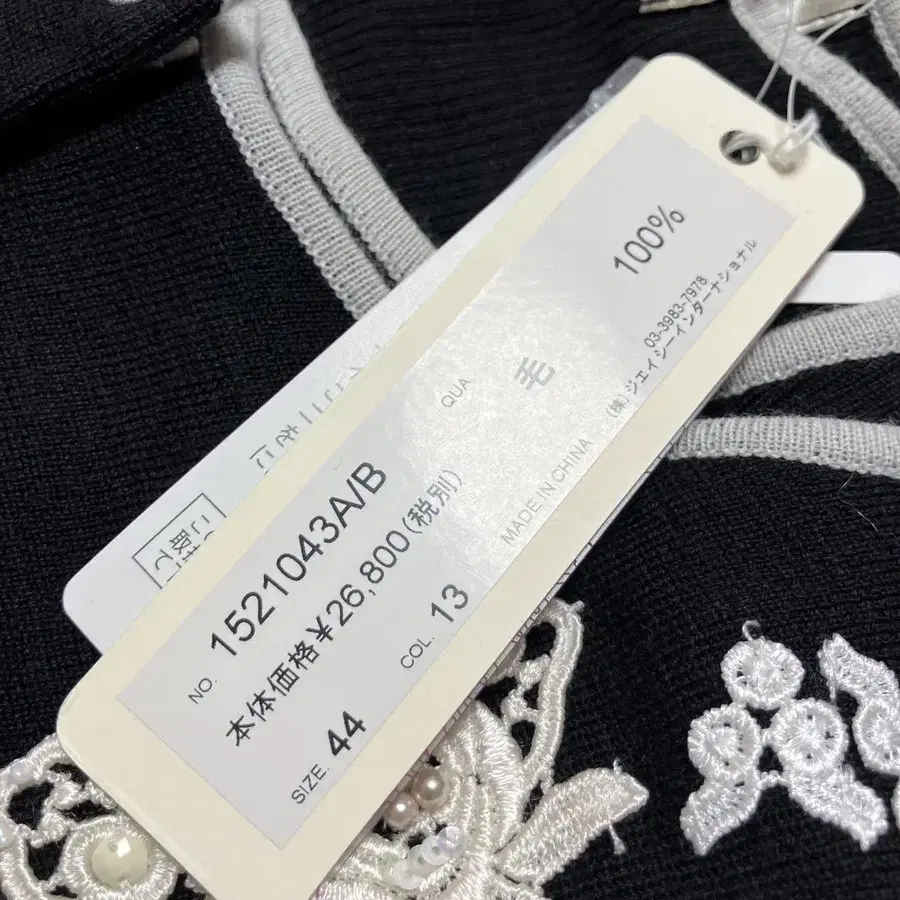 NO. 1521043A/B
本体価格¥26,800(税別)
SIZE. 44
COL. 13
QUA
毛
100%
MADE IN CHINA
03-3983-7978
(株)ジェイシーインターナショナル